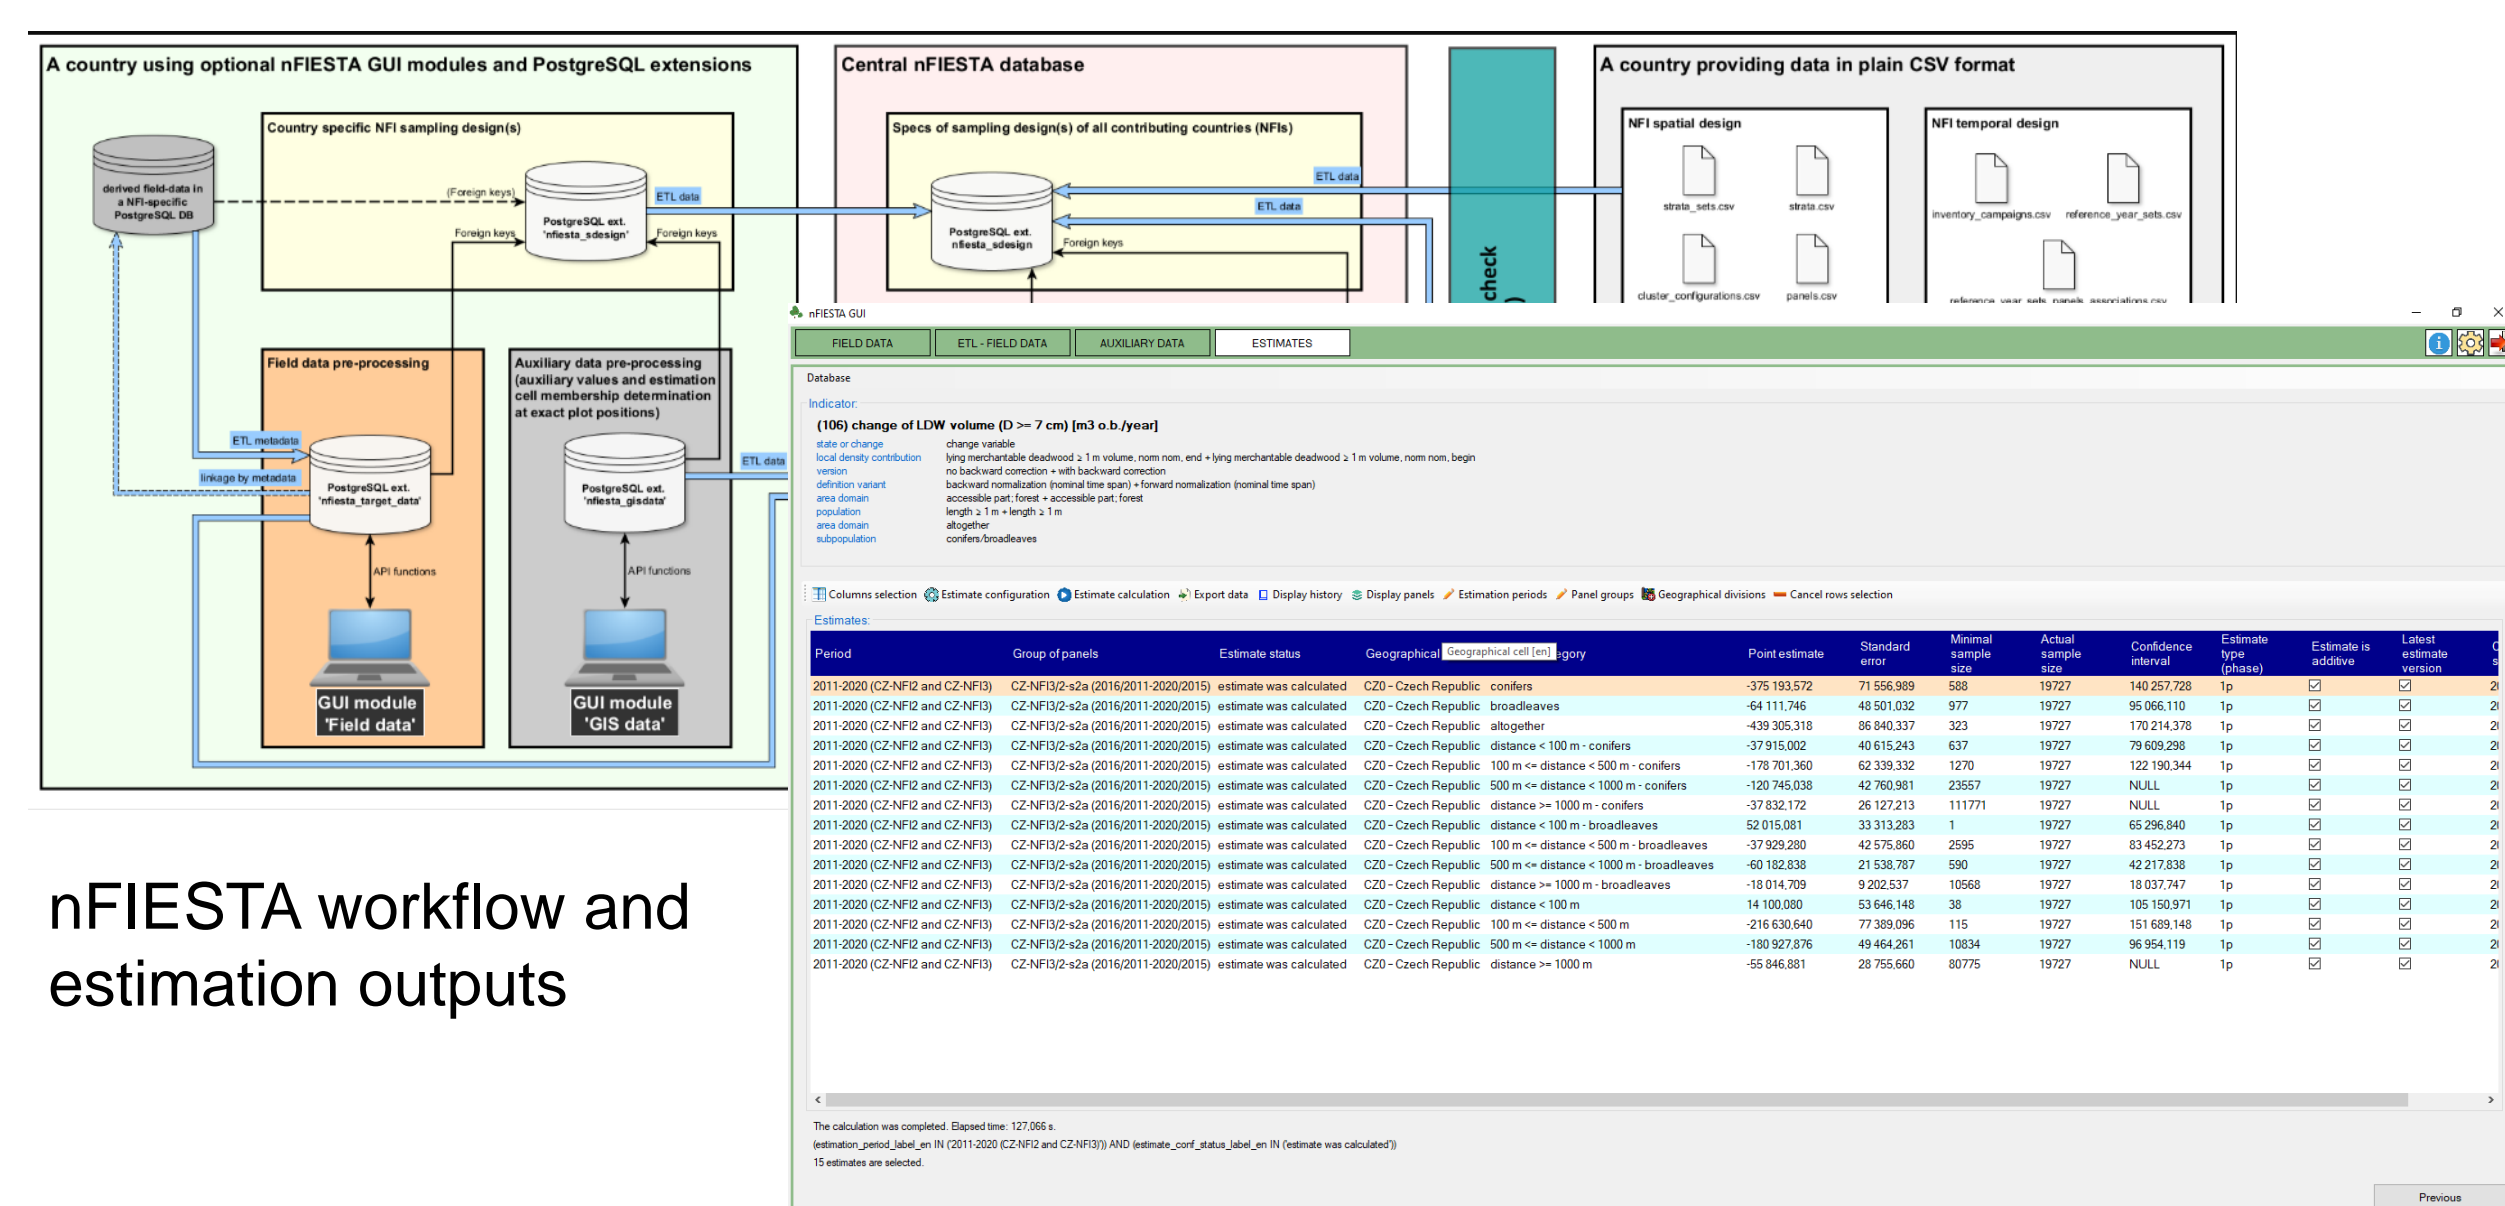 A country using optional nFIESTA GUI modules and PostgreSQL extensions
Country specific NFI sampling design(s)
derived field-data in
a NFI-specific
PostgreSQL DB
(Foreign keys)
PostgreSQL ext.
'nfiesta_sdesign'
ETL data
Foreign keys
Foreign keys
Field data pre-processing
ETL metadata
linkage by metadata
PostgreSQL ext.
'nfiesta_target_data'
API functions
GUI module
'Field data'
Auxiliary data pre-processing
(auxiliary values and estimation
cell membership determination
at exact plot positions)
PostgreSQL ext.
'nfiesta_gisdata'
ETL data
API functions
GUI module
'GIS data'
Central nFIESTA database
Specs of sampling design(s) of all contributing countries (NFIs)
PostgreSQL ext.
nfiesta_sdesign
ETL data
ETL data
Foreign keys
check
A country providing data in plain CSV format
NFI spatial design
strata_sets.csv
strata.csv
cluster_configurations.csv
panels.csv
NFI temporal design
inventory_campaigns.csv
reference_year_sets.csv
reference_year_sets_panels_associations.csv
nFIESTA GUI
FIELD DATA
ETL - FIELD DATA
AUXILIARY DATA
ESTIMATES
Database
Indicator:
(106) change of LDW volume (D >= 7 cm) [m3 o.b./year]
state or change change variable
local density contribution lying merchantable deadwood ≥ 1 m volume, norm nom, end + lying merchantable deadwood ≥ 1 m volume, norm nom, begin
version no backward correction + with backward correction
definition variant backward normalization (nominal time span) + forward normalization (nominal time span)
area domain accessible part; forest + accessible part; forest
population length ≥ 1 m + length ≥ 1 m
area domain altogether
subpopulation conifers/broadleaves
Columns selection Estimate configuration Estimate calculation Export data Display history Display panels Estimation periods Panel groups Geographical divisions Cancel rows selection
Estimates:
Period Group of panels Estimate status Geographical Geographical cell [en] egory Point estimate Standard error Minimal sample size Actual sample size Confidence interval Estimate type (phase) Estimate is additive Latest estimate version
2011-2020 (CZ-NFI2 and CZ-NFI3) CZ-NFI3/2-s2a (2016/2011-2020/2015) estimate was calculated CZ0 – Czech Republic conifers -375 193,572 71 556,989 588 19727 140 257,728 1p
2011-2020 (CZ-NFI2 and CZ-NFI3) CZ-NFI3/2-s2a (2016/2011-2020/2015) estimate was calculated CZ0 – Czech Republic broadleaves -64 111,746 48 501,032 977 19727 95 066,110 1p
2011-2020 (CZ-NFI2 and CZ-NFI3) CZ-NFI3/2-s2a (2016/2011-2020/2015) estimate was calculated CZ0 – Czech Republic altogether -439 305,318 86 840,337 323 19727 170 214,378 1p
2011-2020 (CZ-NFI2 and CZ-NFI3) CZ-NFI3/2-s2a (2016/2011-2020/2015) estimate was calculated CZ0 – Czech Republic distance < 100 m - conifers -37 915,002 40 615,243 637 19727 79 609,298 1p
2011-2020 (CZ-NFI2 and CZ-NFI3) CZ-NFI3/2-s2a (2016/2011-2020/2015) estimate was calculated CZ0 – Czech Republic 100 m <= distance < 500 m - conifers -178 701,360 62 339,332 1270 19727 122 190,344 1p
2011-2020 (CZ-NFI2 and CZ-NFI3) CZ-NFI3/2-s2a (2016/2011-2020/2015) estimate was calculated CZ0 – Czech Republic 500 m <= distance < 1000 m - conifers -120 745,038 42 760,981 23557 19727 NULL 1p
2011-2020 (CZ-NFI2 and CZ-NFI3) CZ-NFI3/2-s2a (2016/2011-2020/2015) estimate was calculated CZ0 – Czech Republic distance >= 1000 m - conifers -37 832,172 26 127,213 111771 19727 NULL 1p
2011-2020 (CZ-NFI2 and CZ-NFI3) CZ-NFI3/2-s2a (2016/2011-2020/2015) estimate was calculated CZ0 – Czech Republic distance < 100 m - broadleaves 52 015,081 33 313,283 1 19727 65 296,840 1p
2011-2020 (CZ-NFI2 and CZ-NFI3) CZ-NFI3/2-s2a (2016/2011-2020/2015) estimate was calculated CZ0 – Czech Republic 100 m <= distance < 500 m - broadleaves -37 929,280 42 575,860 2595 19727 83 452,273 1p
2011-2020 (CZ-NFI2 and CZ-NFI3) CZ-NFI3/2-s2a (2016/2011-2020/2015) estimate was calculated CZ0 – Czech Republic 500 m <= distance < 1000 m - broadleaves -60 182,838 21 538,787 590 19727 42 217,838 1p
2011-2020 (CZ-NFI2 and CZ-NFI3) CZ-NFI3/2-s2a (2016/2011-2020/2015) estimate was calculated CZ0 – Czech Republic distance >= 1000 m - broadleaves -18 014,709 9 202,537 10568 19727 18 037,747 1p
2011-2020 (CZ-NFI2 and CZ-NFI3) CZ-NFI3/2-s2a (2016/2011-2020/2015) estimate was calculated CZ0 – Czech Republic distance < 100 m 14 100,080 53 646,148 38 19727 105 150,971 1p
2011-2020 (CZ-NFI2 and CZ-NFI3) CZ-NFI3/2-s2a (2016/2011-2020/2015) estimate was calculated CZ0 – Czech Republic 100 m <= distance < 500 m -216 630,640 77 389,096 115 19727 151 689,148 1p
2011-2020 (CZ-NFI2 and CZ-NFI3) CZ-NFI3/2-s2a (2016/2011-2020/2015) estimate was calculated CZ0 – Czech Republic 500 m <= distance < 1000 m -180 927,876 49 464,261 10834 19727 96 954,119 1p
2011-2020 (CZ-NFI2 and CZ-NFI3) CZ-NFI3/2-s2a (2016/2011-2020/2015) estimate was calculated CZ0 – Czech Republic distance >= 1000 m -55 846,881 28 755,660 80775 19727 NULL 1p
The calculation was completed. Elapsed time: 127,066 s.
(estimation_period_label_en IN ('2011-2020 (CZ-NFI2 and CZ-NFI3)')) AND (estimate_conf_status_label_en IN ('estimate was calculated'))
15 estimates are selected.
Previous
nFIESTA workflow and
estimation outputs